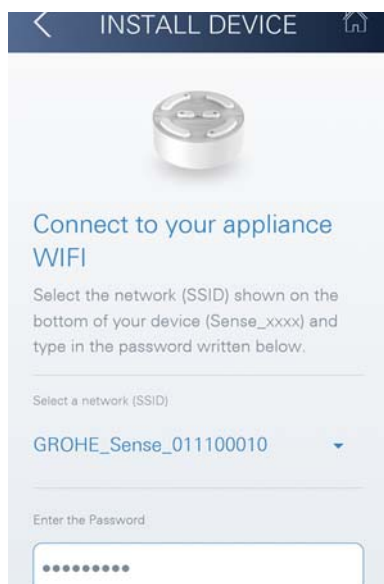 INSTALL DEVICE
Connect to your appliance
WIFI
Select the network (SSID) shown on the
bottom of your device (Sense_xxxx) and
type in the password written below.
Select a network (SSID)
GROHE_Sense_011100010
Enter the Password
•••••••••